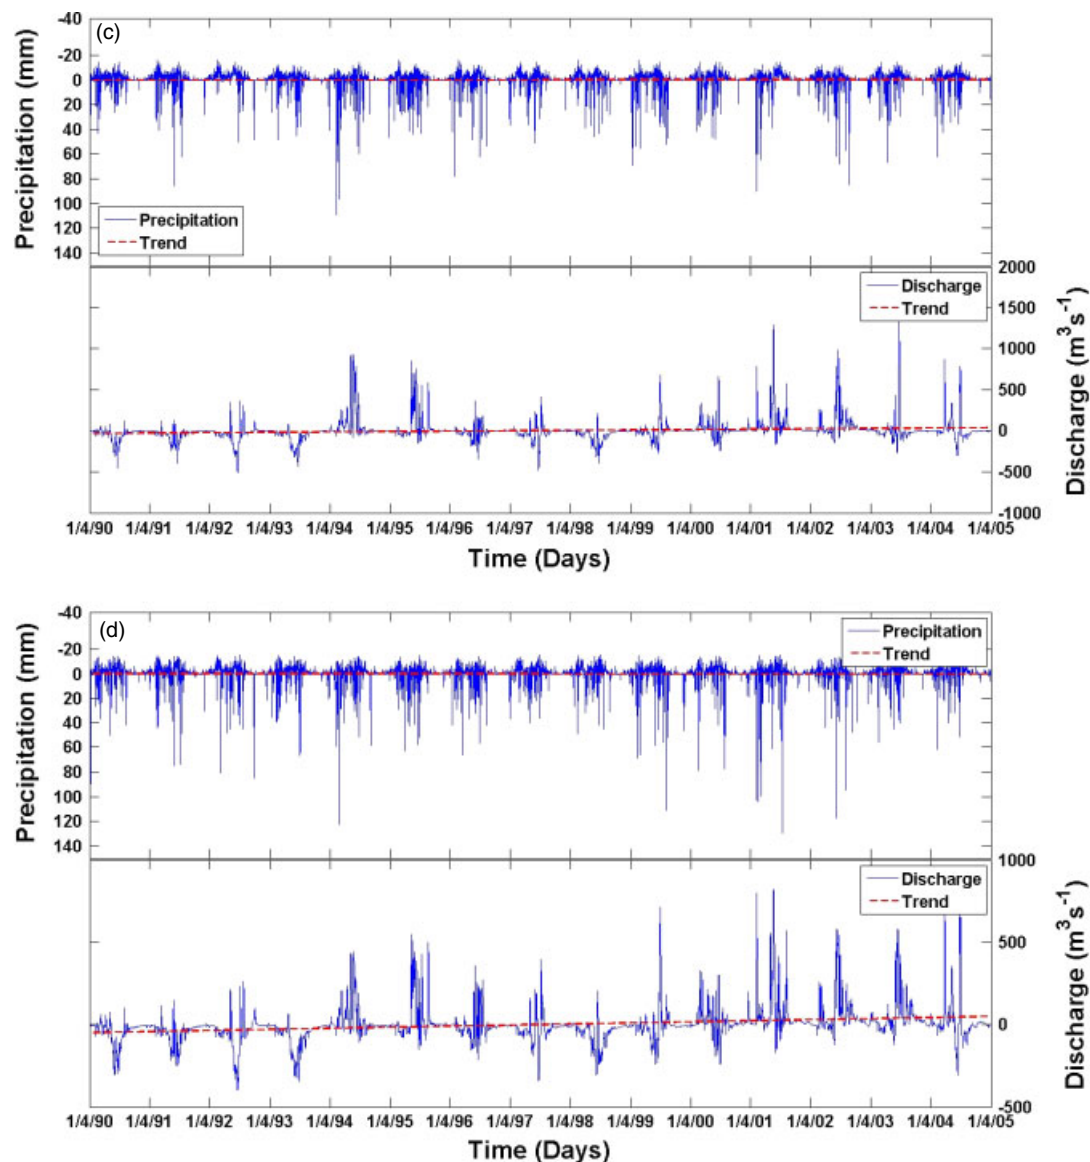 (c)
Precipitation (mm)
-40
-20
0
20
40
60
80
100
120
140
Precipitation
Trend
Discharge
Trend
2000
1500
1000
500
0
-500
-1000
Discharge (m³s⁻¹)
1/4/90 1/4/91 1/4/92 1/4/93 1/4/94 1/4/95 1/4/96 1/4/97 1/4/98 1/4/99 1/4/00 1/4/01 1/4/02 1/4/03 1/4/04 1/4/05
Time (Days)
(d)
Precipitation (mm)
-40
-20
0
20
40
60
80
100
120
140
Precipitation
Trend
Discharge
Trend
1000
500
0
-500
Discharge (m³s⁻¹)
1/4/90 1/4/91 1/4/92 1/4/93 1/4/94 1/4/95 1/4/96 1/4/97 1/4/98 1/4/99 1/4/00 1/4/01 1/4/02 1/4/03 1/4/04 1/4/05
Time (Days)